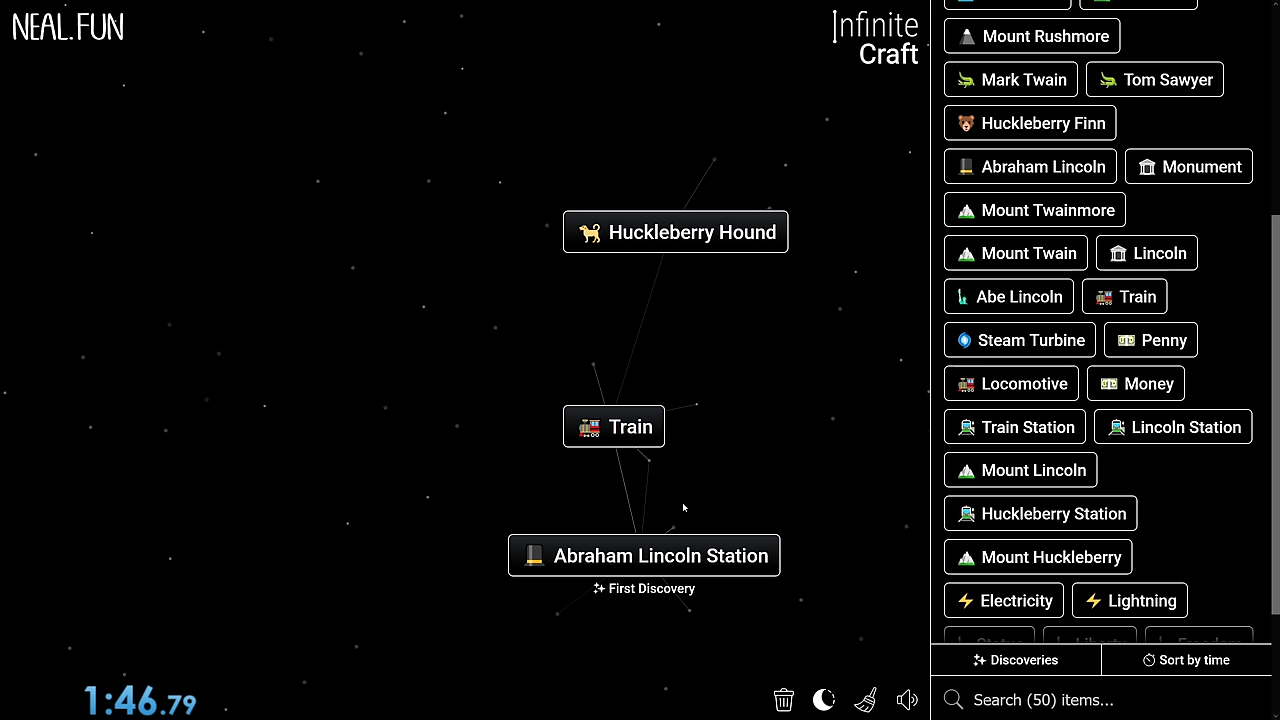 NEAL.FUN
Infinite
Craft
Huckleberry Hound
Train
Abraham Lincoln Station
First Discovery
1:46.79
Mount Rushmore
Mark Twain
Tom Sawyer
Huckleberry Finn
Abraham Lincoln
Monument
Mount Twainmore
Mount Twain
Lincoln
Abe Lincoln
Train
Steam Turbine
Penny
Locomotive
Money
Train Station
Lincoln Station
Mount Lincoln
Huckleberry Station
Mount Huckleberry
Electricity
Lightning
Statue
Liberty
Freedom
Discoveries
Sort by time
Search (50) items...